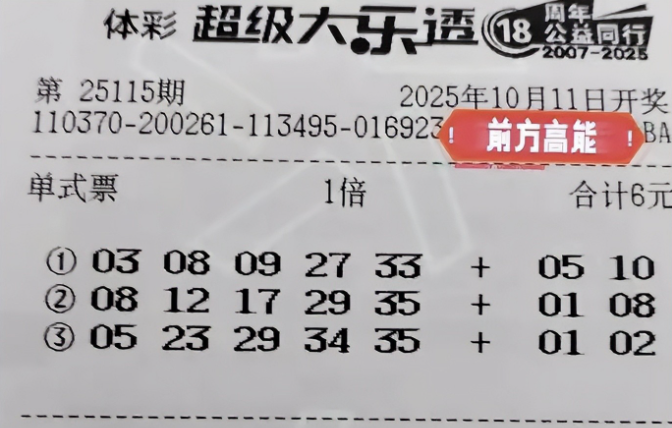 体彩 超级大乐透 18周年公益同行 2007-2025
第 25115期 2025年10月11日开奖
110370-200261-113495-016923 前方高能 BA
单式票 1倍 合计6元
① 03 08 09 27 33 + 05 10
② 08 12 17 29 35 + 01 08
③ 05 23 29 34 35 + 01 02